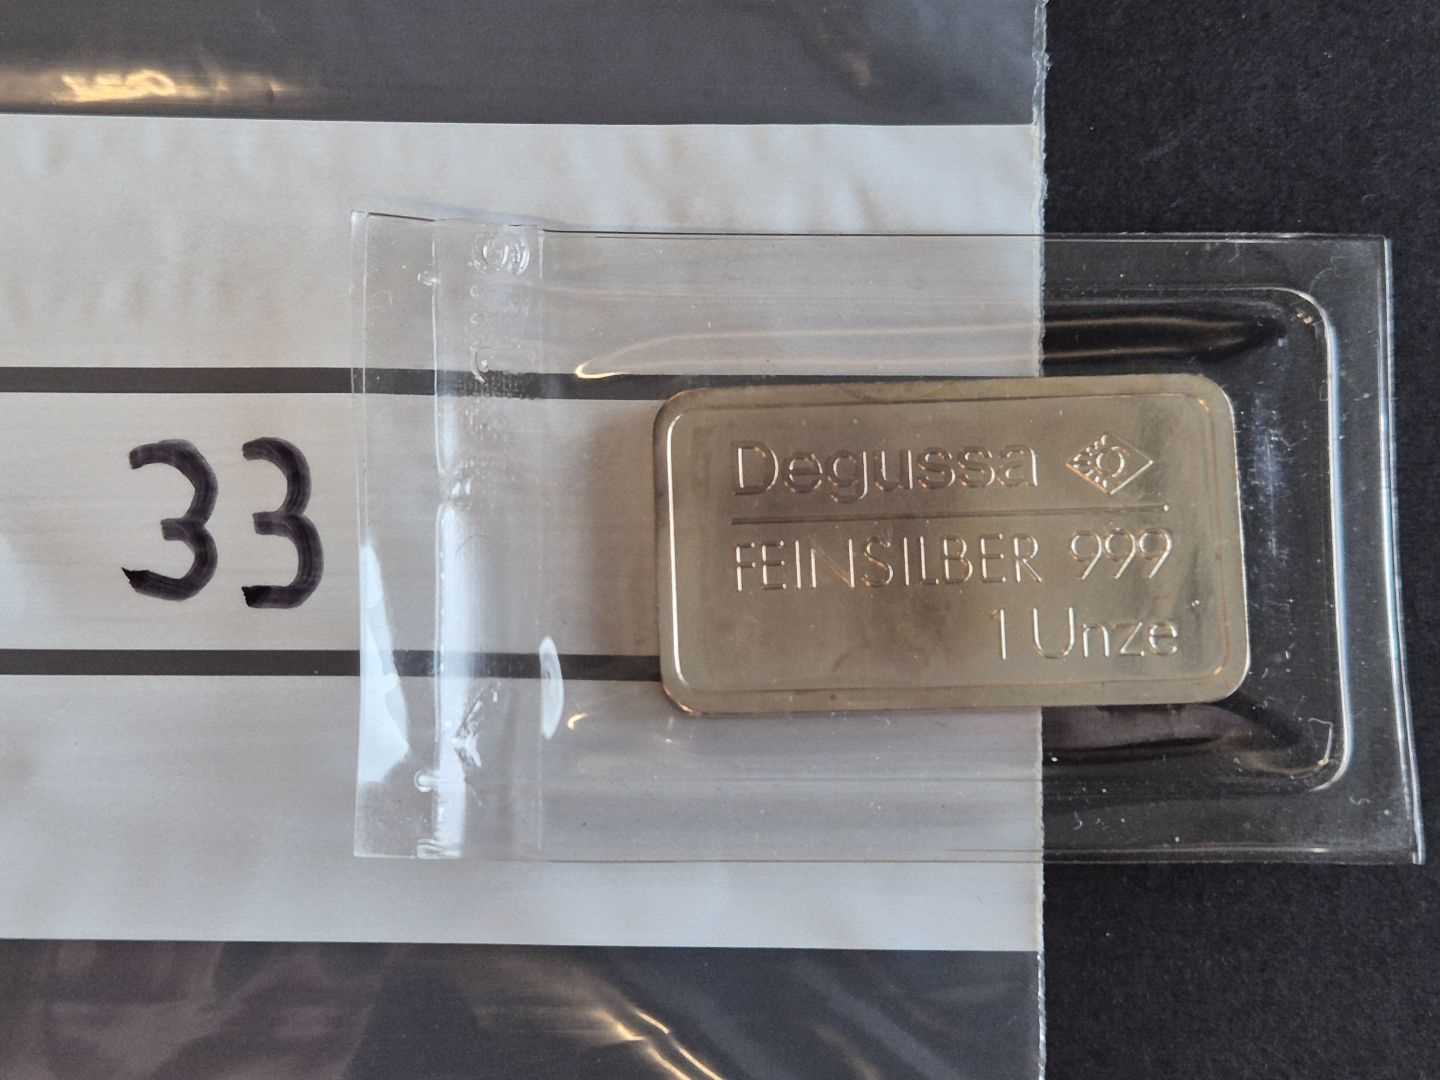 33
Degussa
FEINSILBER 999
1 Unze